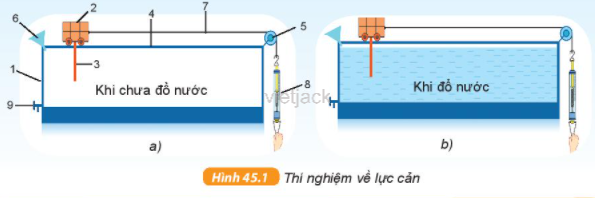 2
7
6
4
5
1
3
Khi chưa đổ nước
8
9
a)
Khi đổ nước
b)
vietjack
Hình 45.1 Thí nghiệm về lực cản